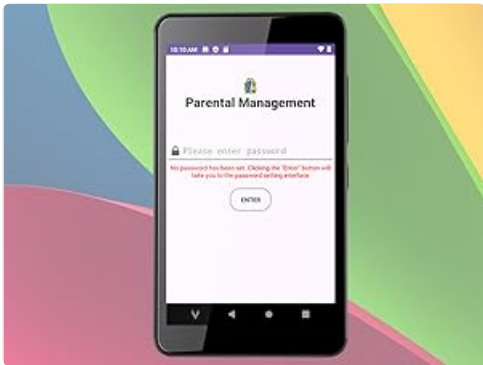 10:10 AM
Parental Management
Please enter password
No password has been set. Clicking the "Enter" button will
take you to the password setting interface
ENTER